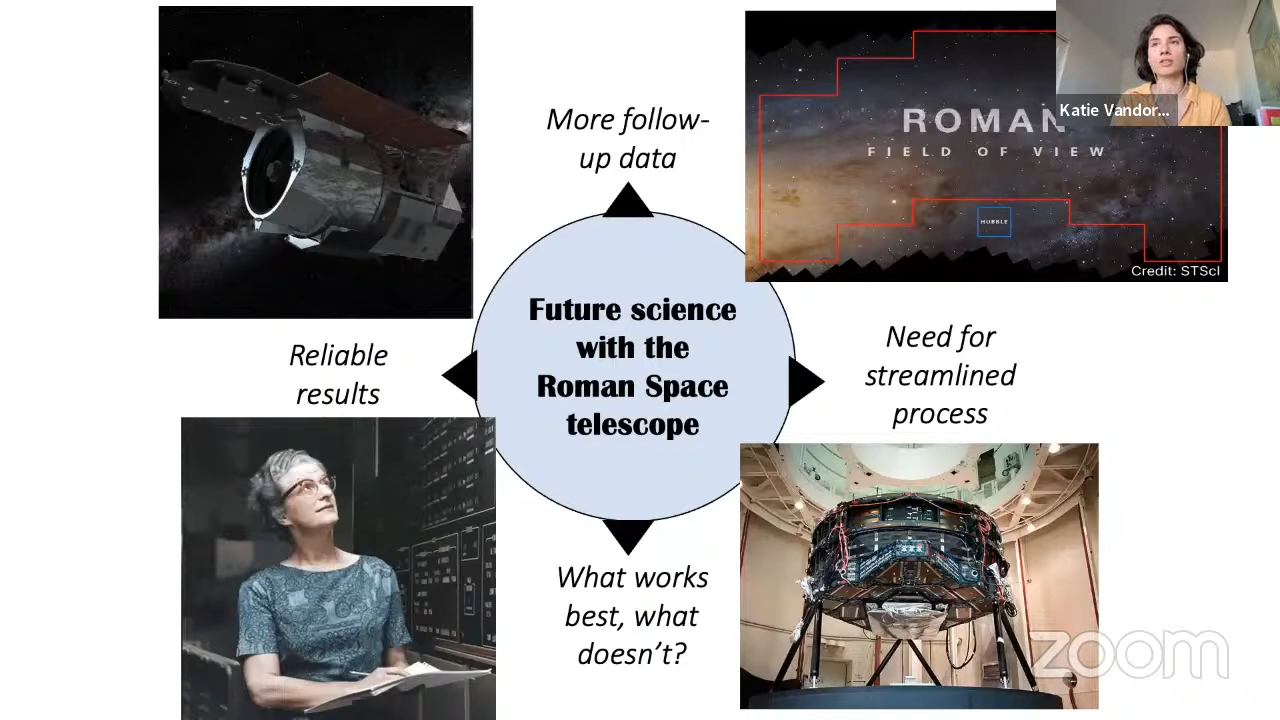 More follow-
up data
ROMAN
FIELD OF VIEW
HUBBLE
Credit: STScI
Katie Vandor...
Future science
with the
Roman Space
telescope
Reliable
results
Need for
streamlined
process
What works
best, what
doesn't?
zoom